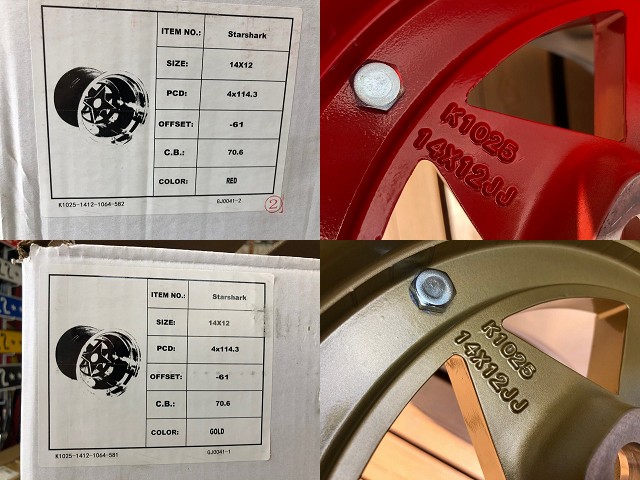 ITEM NO.: Starshark
SIZE: 14X12
PCD: 4x114.3
OFFSET: -61
C.B.: 70.6
COLOR: RED
K1025-1412-1064-582 GJ0041-2
②
K1025
14X12JJ
ITEM NO.: Starshark
SIZE: 14X12
PCD: 4x114.3
OFFSET: -61
C.B.: 70.6
COLOR: GOLD
K1025-1412-1064-581 GJ0041-1
K1025
14X12JJ